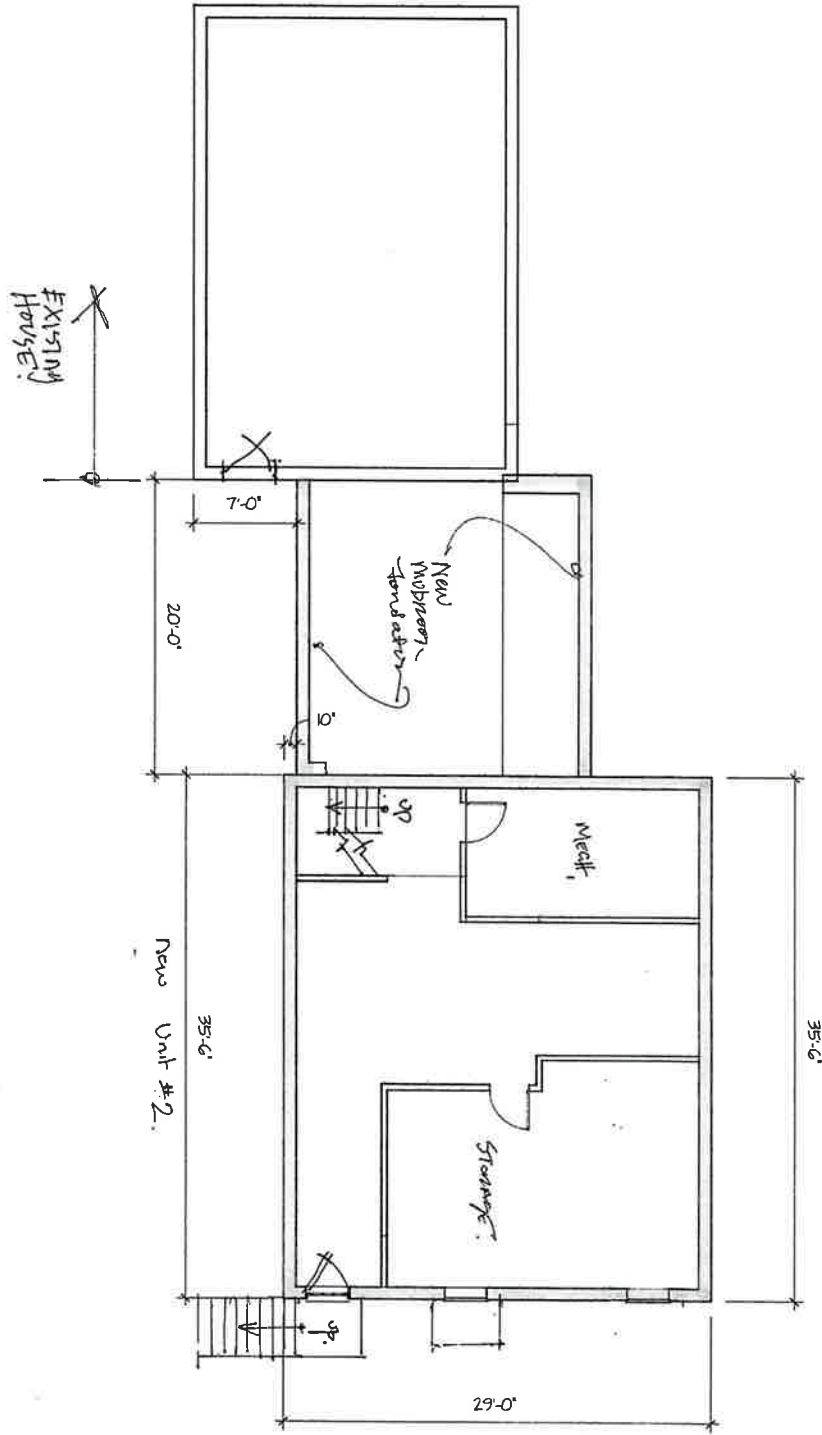 EXISTING
HOUSE.
7'-0"
20'-0"
New
Mudroom
foundation
10"
UP
MECH.
35'-6"
35'-6"
New Unit #2.
STORAGE.
UP.
29'-0"